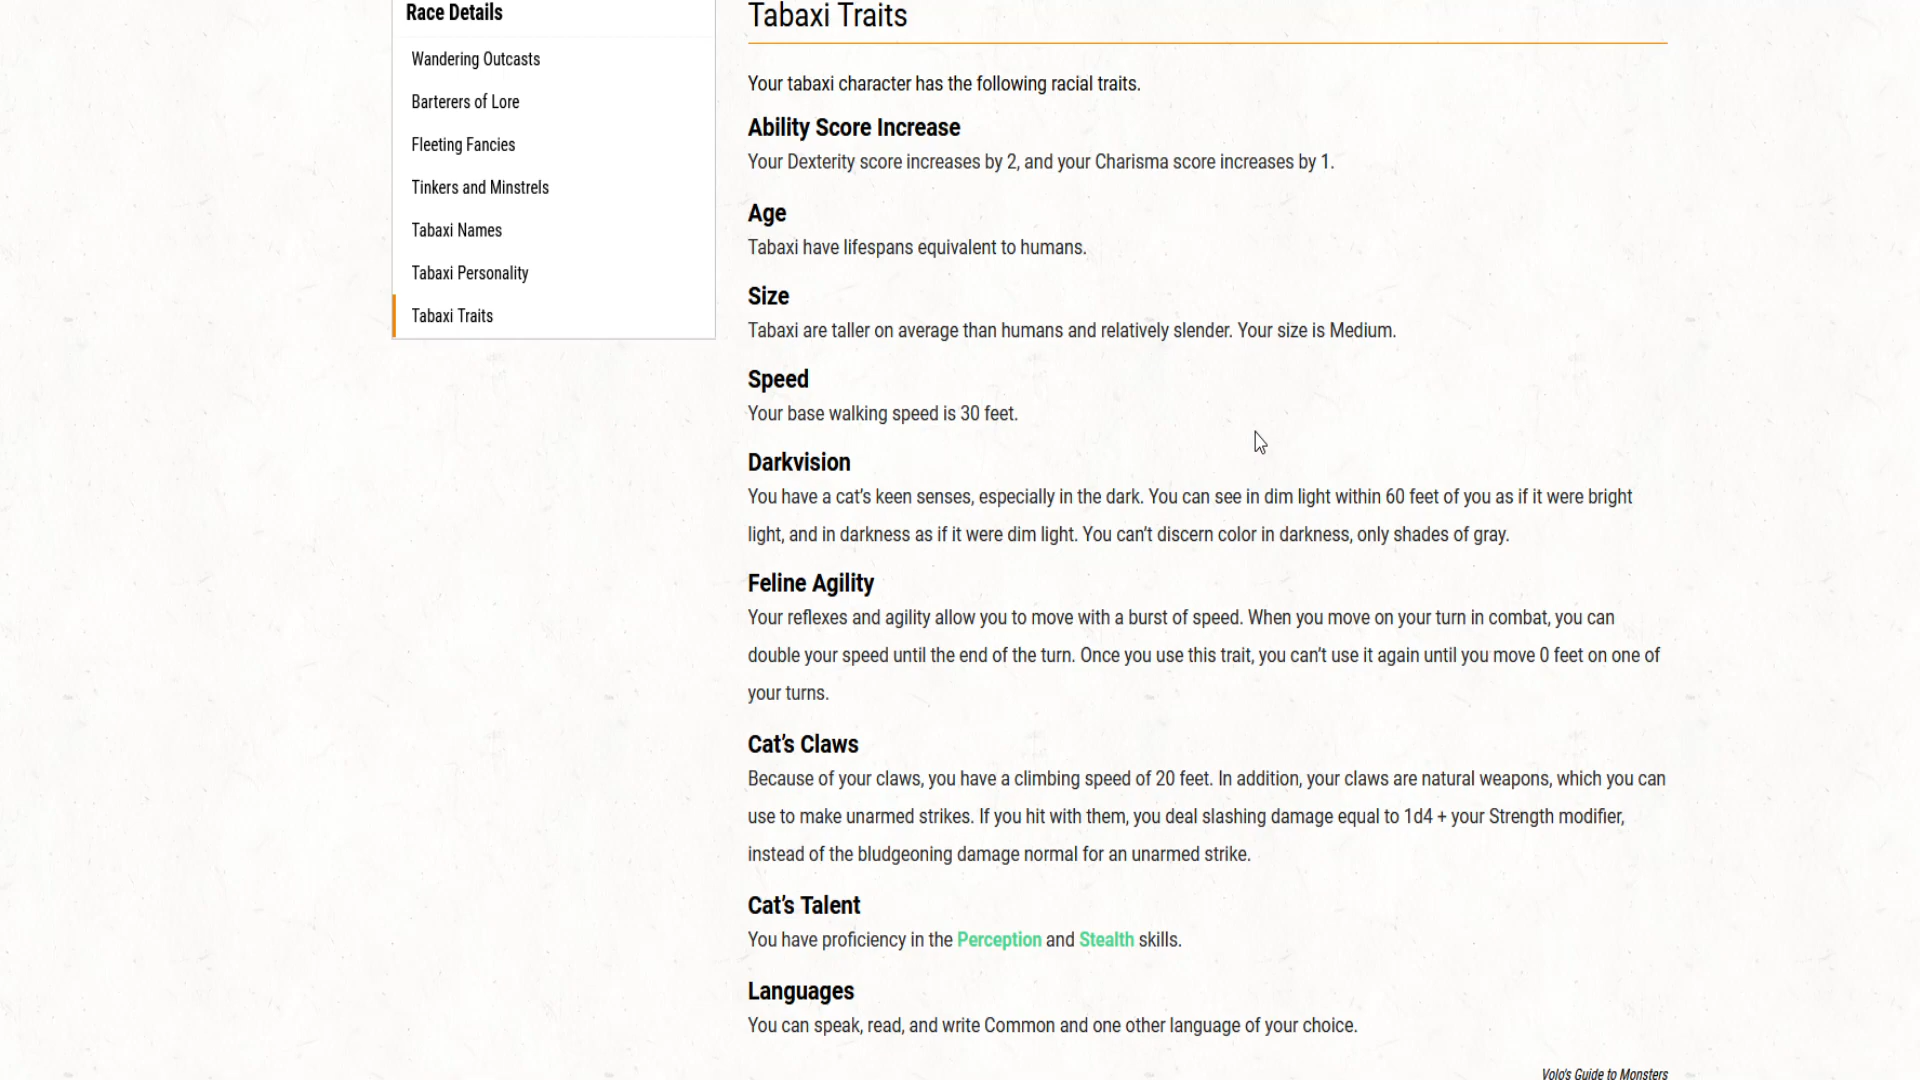 Race Details
Wandering Outcasts
Barterers of Lore
Fleeting Fancies
Tinkers and Minstrels
Tabaxi Names
Tabaxi Personality
Tabaxi Traits
Tabaxi Traits
Your tabaxi character has the following racial traits.
Ability Score Increase
Your Dexterity score increases by 2, and your Charisma score increases by 1.
Age
Tabaxi have lifespans equivalent to humans.
Size
Tabaxi are taller on average than humans and relatively slender. Your size is Medium.
Speed
Your base walking speed is 30 feet.
Darkvision
You have a cat’s keen senses, especially in the dark. You can see in dim light within 60 feet of you as if it were bright
light, and in darkness as if it were dim light. You can’t discern color in darkness, only shades of gray.
Feline Agility
Your reflexes and agility allow you to move with a burst of speed. When you move on your turn in combat, you can
double your speed until the end of the turn. Once you use this trait, you can’t use it again until you move 0 feet on one of
your turns.
Cat’s Claws
Because of your claws, you have a climbing speed of 20 feet. In addition, your claws are natural weapons, which you can
use to make unarmed strikes. If you hit with them, you deal slashing damage equal to 1d4 + your Strength modifier,
instead of the bludgeoning damage normal for an unarmed strike.
Cat’s Talent
You have proficiency in the Perception and Stealth skills.
Languages
You can speak, read, and write Common and one other language of your choice.
Volo's Guide to Monsters